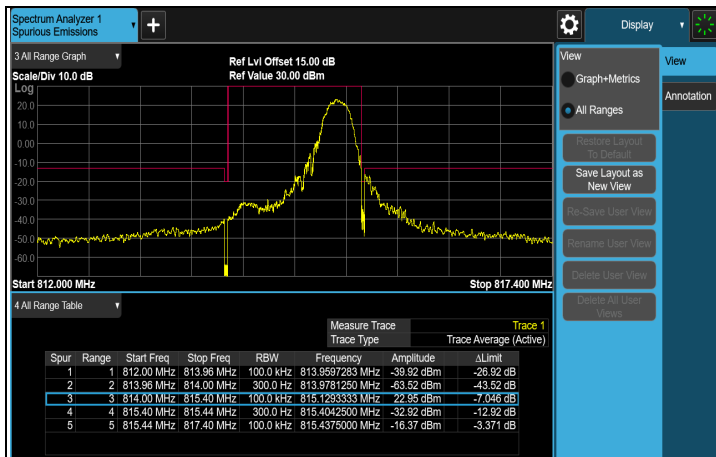 Spectrum Analyzer 1
Spurious Emissions
Display
3 All Range Graph
Ref Lvl Offset 15.00 dB
Scale/Div 10.0 dB
Ref Value 30.00 dBm
Log
20.0
10.0
0.00
-10.0
-20.0
-30.0
-40.0
-50.0
-60.0
Start 812.000 MHz
Stop 817.400 MHz
View
Graph+Metrics
All Ranges
Restore Layout
To Default
Save Layout as
New View
Re-Save User View
Rename User View
Delete User View
Delete All User
Views
View
Annotation
4 All Range Table
Measure Trace Trace 1
Trace Type Trace Average (Active)
Spur Range Start Freq Stop Freq RBW Frequency Amplitude ΔLimit
1 1 812.00 MHz 813.96 MHz 100.0 kHz 813.9597283 MHz -39.92 dBm -26.92 dB
2 2 813.96 MHz 814.00 MHz 300.0 Hz 813.9781250 MHz -63.52 dBm -43.52 dB
3 3 814.00 MHz 815.40 MHz 100.0 kHz 815.1293333 MHz 22.95 dBm -7.046 dB
4 4 815.40 MHz 815.44 MHz 300.0 Hz 815.4042500 MHz -32.92 dBm -12.92 dB
5 5 815.44 MHz 817.40 MHz 100.0 kHz 815.4375000 MHz -16.37 dBm -3.371 dB